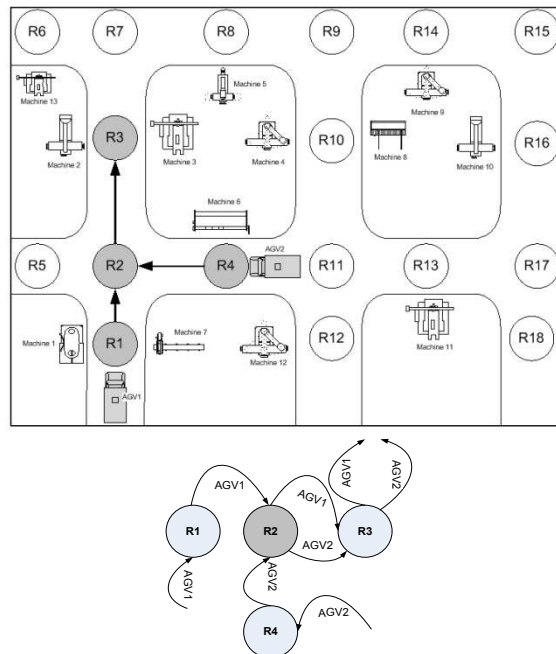 R6 R7 R8 R9 R14 R15
Machine 13
Machine 5
Machine 9
R3 R10 R16
Machine 2
Machine 3
Machine 4
Machine 8
Machine 10
Machine 6
AGV2
R5 R2 R4 R11 R13 R17
Machine 1
R1
Machine 7
Machine 12
R12
Machine 11
R18
AGV1
AGV1
AGV2
AGV1
AGV1
R1
R2
R3
AGV2
AGV1
AGV2
AGV2
R4